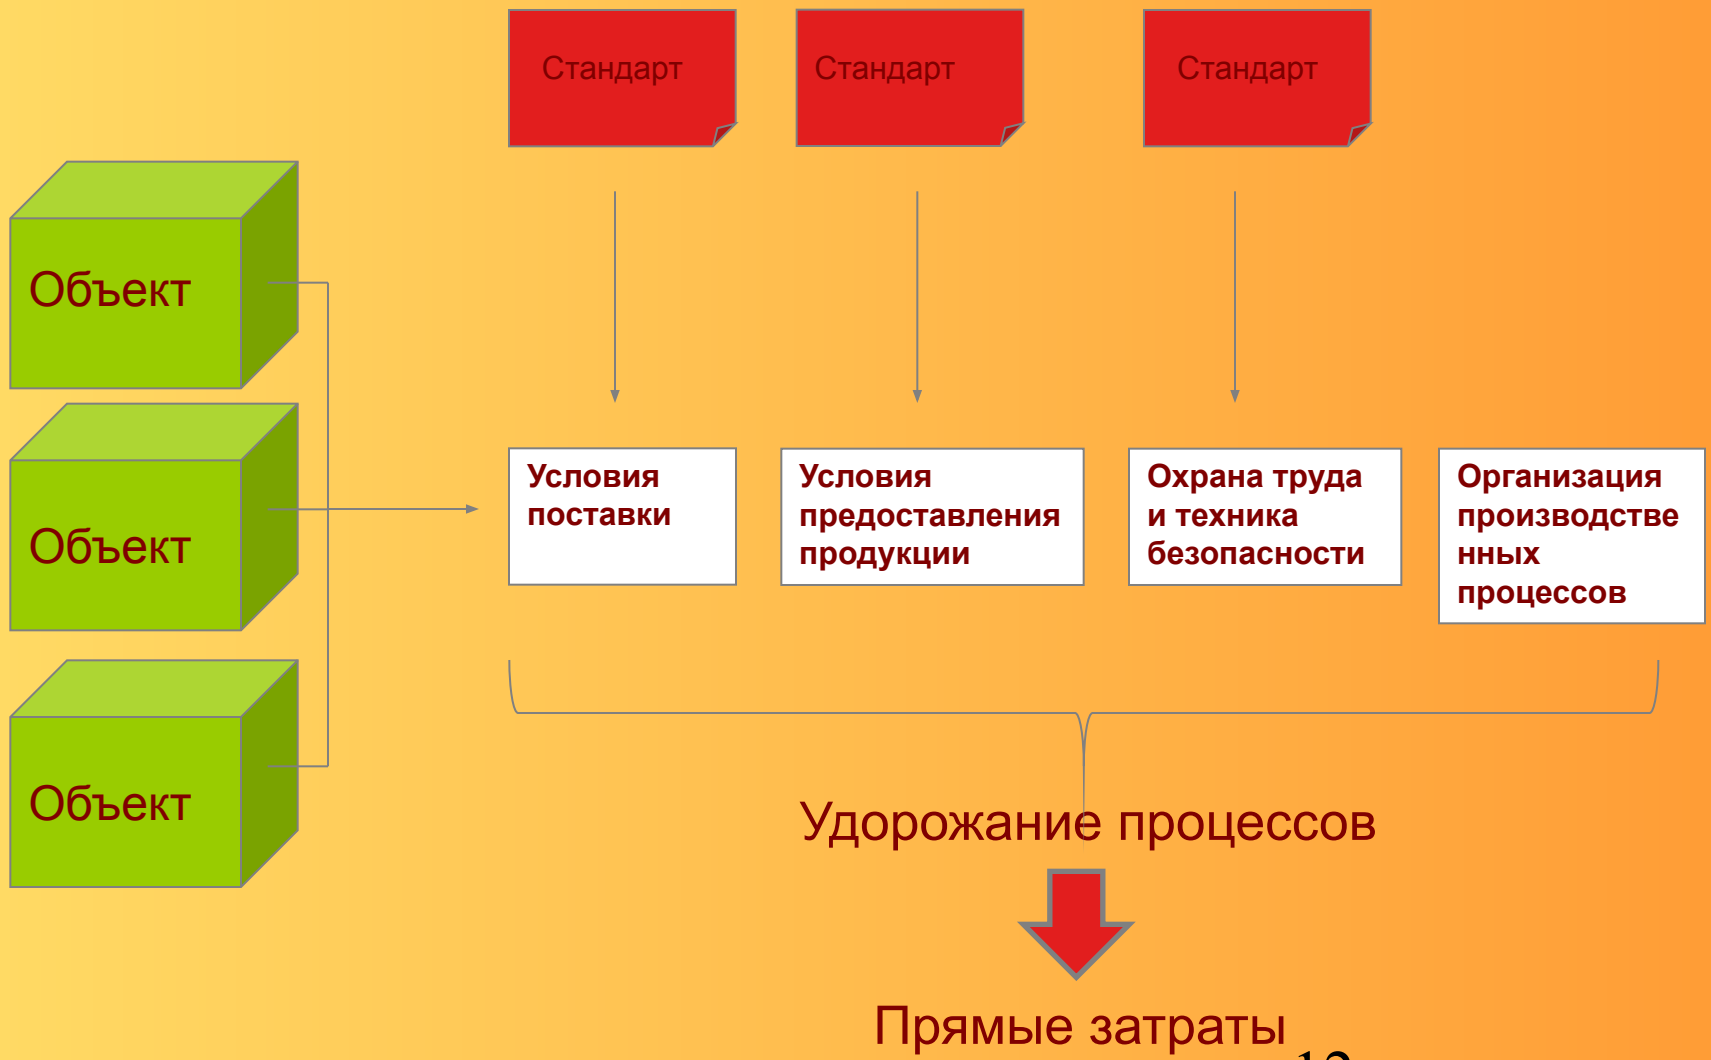 Стандарт
Стандарт
Стандарт
Объект
Объект
Объект
Условия
поставки
Условия
предоставления
продукции
Охрана труда
и техника
безопасности
Организация
производстве
нных
процессов
Удорожание процессов
Прямые затраты